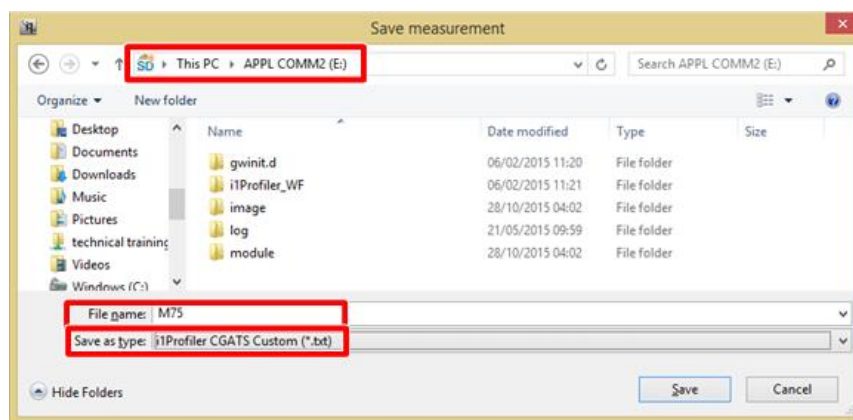 Save measurement
This PC APPL COMM2 (E:) Search APPL COMM2 (E:)
Organize New folder
Desktop
Documents
Downloads
Music
Pictures
technical training
Videos
Windows (C:)
Name Date modified Type Size
gwinit.d 06/02/2015 11:20 File folder
i1Profiler_WF 06/02/2015 11:21 File folder
image 28/10/2015 04:02 File folder
log 21/05/2015 09:59 File folder
module 28/10/2015 04:02 File folder
File name: M75
Save as type: i1Profiler CGATS Custom (*.txt)
Hide Folders Save Cancel